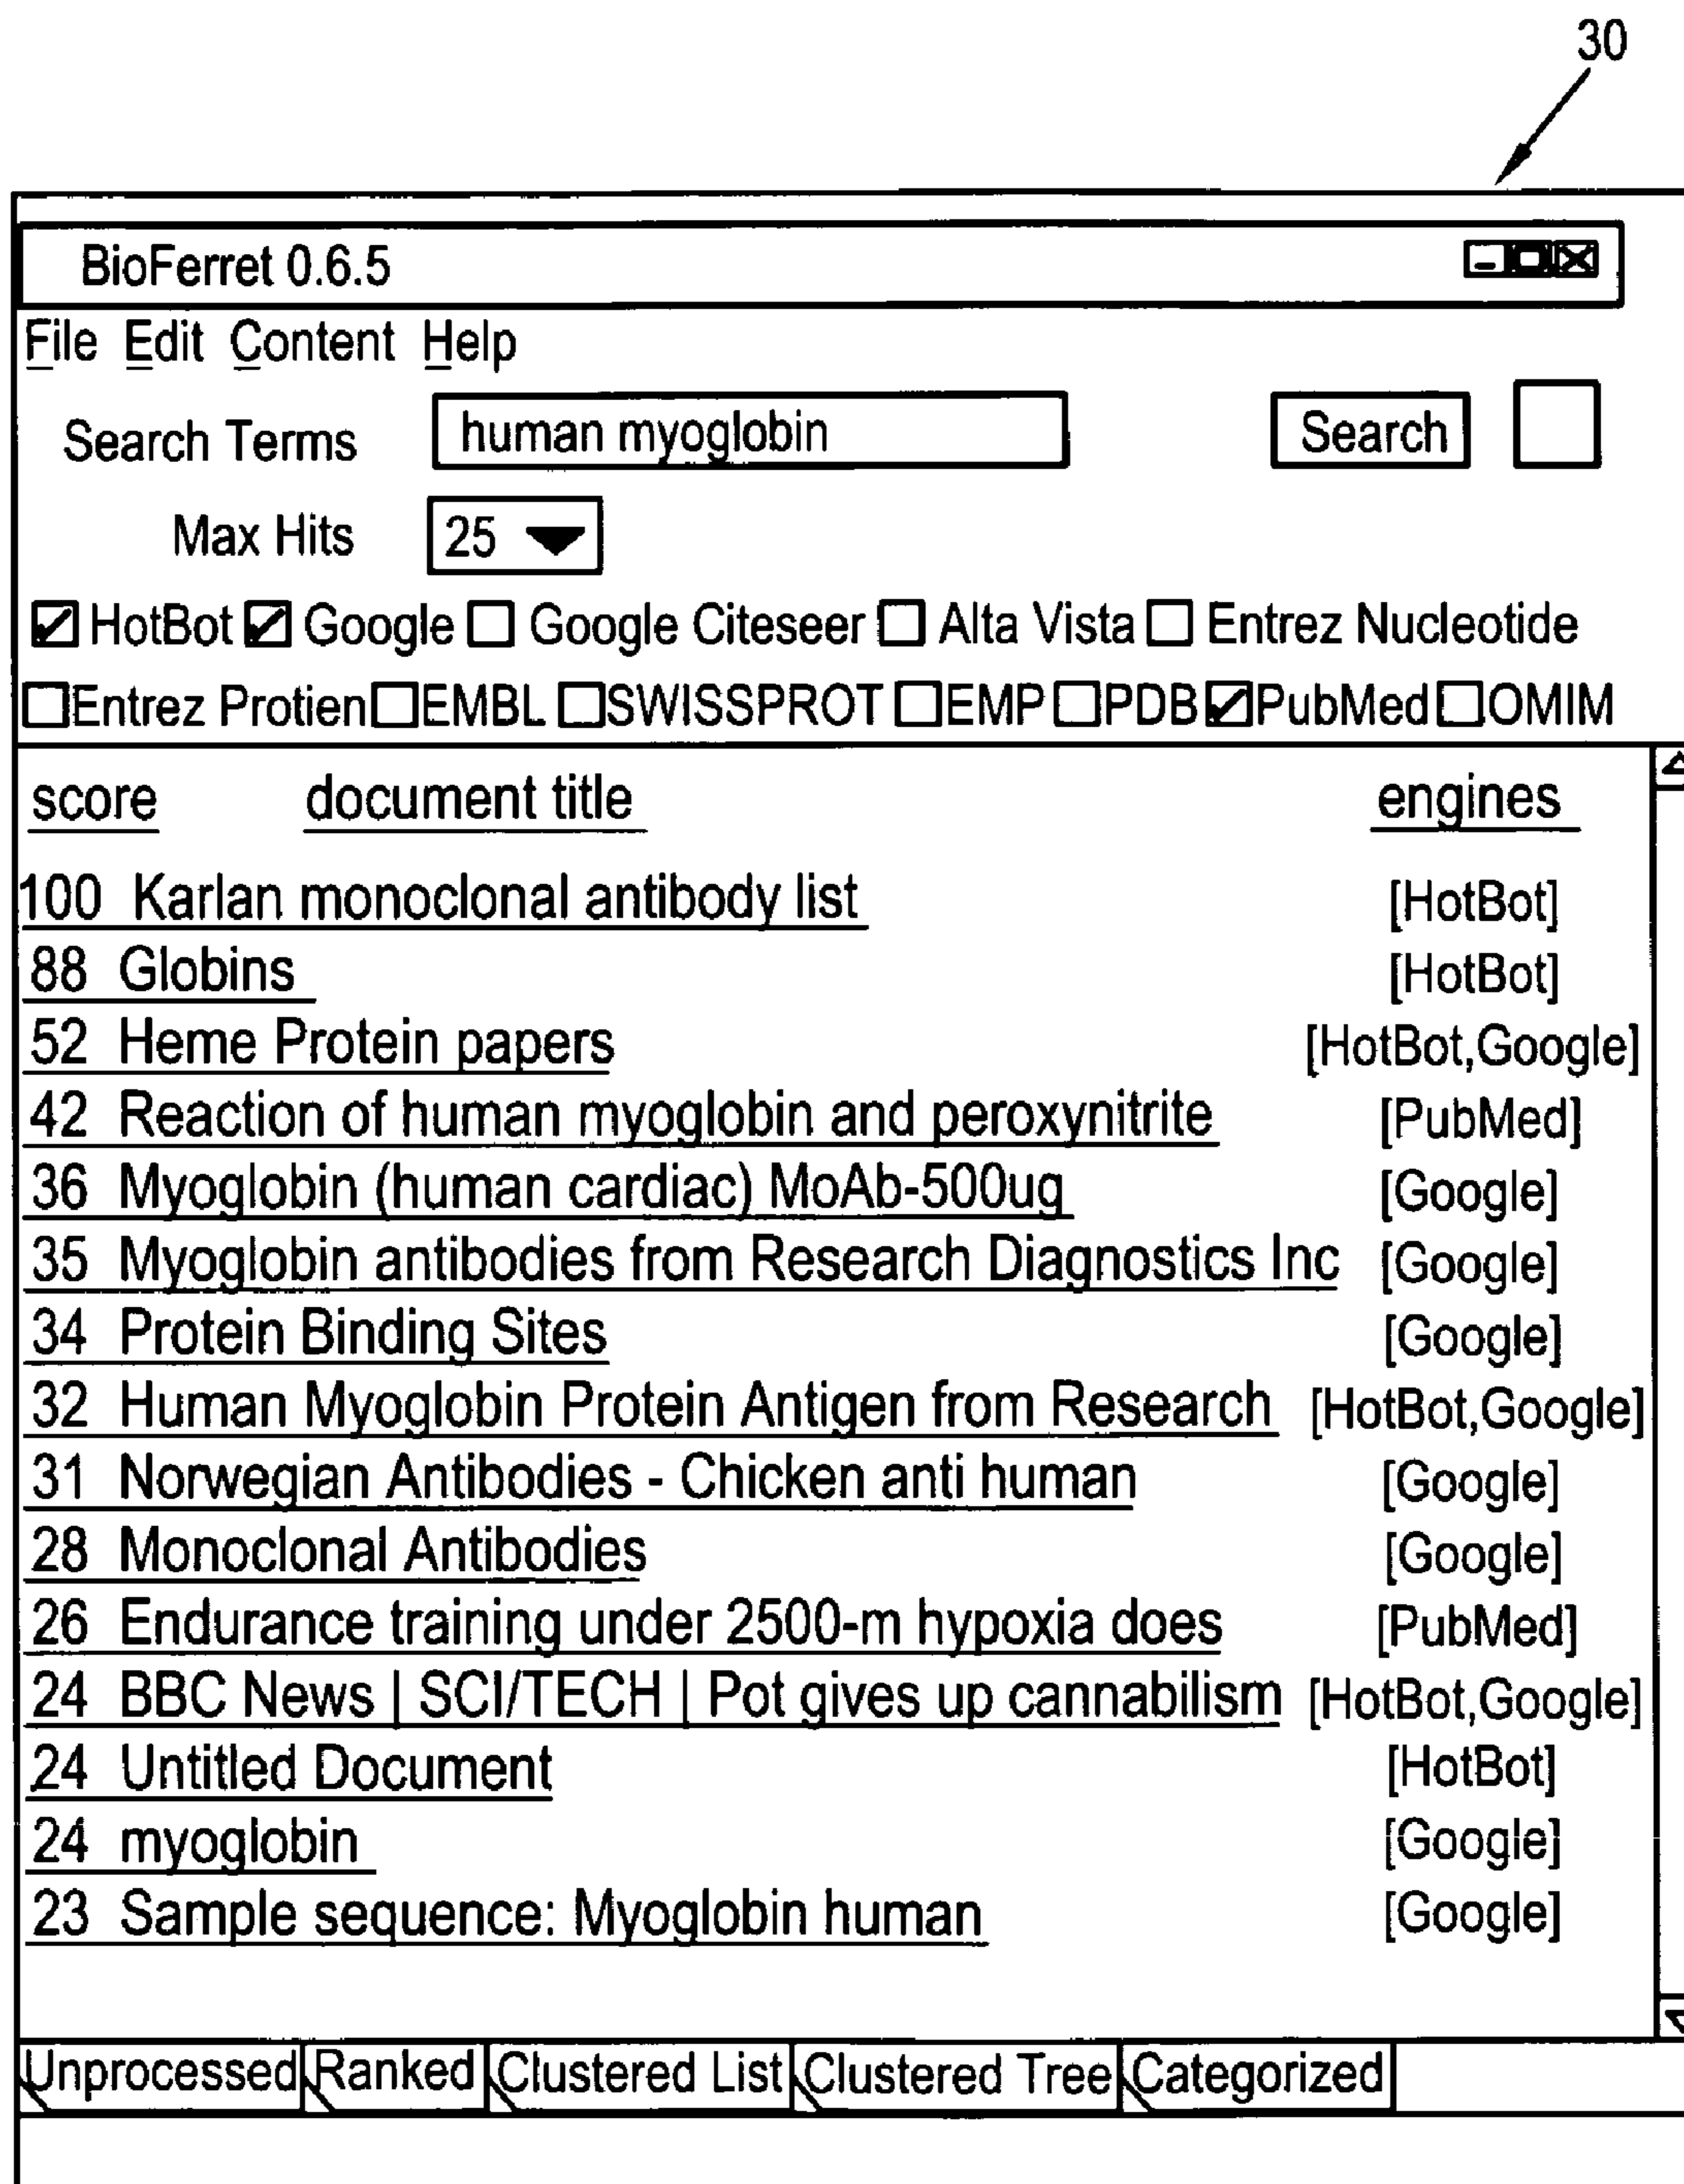 30
BioFerret 0.6.5
File Edit Content Help
Search Terms human myoglobin Search
Max Hits 25
HotBot Google Google Citeseer Alta Vista Entrez Nucleotide
Entrez Protien EMBL SWISSPROT EMP PDB PubMed OMIM
score document title engines
100 Karlan monoclonal antibody list [HotBot]
88 Globins [HotBot]
52 Heme Protein papers [HotBot,Google]
42 Reaction of human myoglobin and peroxynitrite [PubMed]
36 Myoglobin (human cardiac) MoAb-500ug [Google]
35 Myoglobin antibodies from Research Diagnostics Inc [Google]
34 Protein Binding Sites [Google]
32 Human Myoglobin Protein Antigen from Research [HotBot,Google]
31 Norwegian Antibodies - Chicken anti human [Google]
28 Monoclonal Antibodies [Google]
26 Endurance training under 2500-m hypoxia does [PubMed]
24 BBC News | SCI/TECH | Pot gives up cannabilism [HotBot,Google]
24 Untitled Document [HotBot]
24 myoglobin [Google]
23 Sample sequence: Myoglobin human [Google]
Unprocessed Ranked Clustered List Clustered Tree Categorized